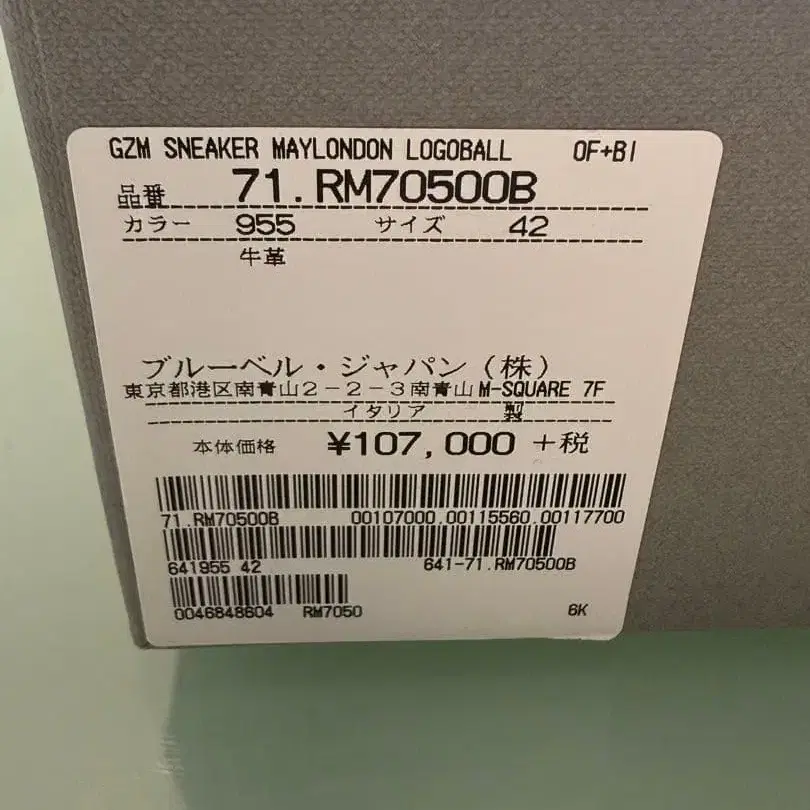 GZM SNEAKER MAYLONDON LOGOBALL OF+BI
品番 71.RM70500B
カラー 955 サイズ 42
牛革
ブルーベル・ジャパン(株)
東京都港区南青山2-2-3南青山M-SQUARE 7F
イタリア 製
本体価格 ¥107,000 +税
71.RM70500B 00107000.00115560.00117700
641955 42 641-71.RM70500B
0046848604 RM7050 6K